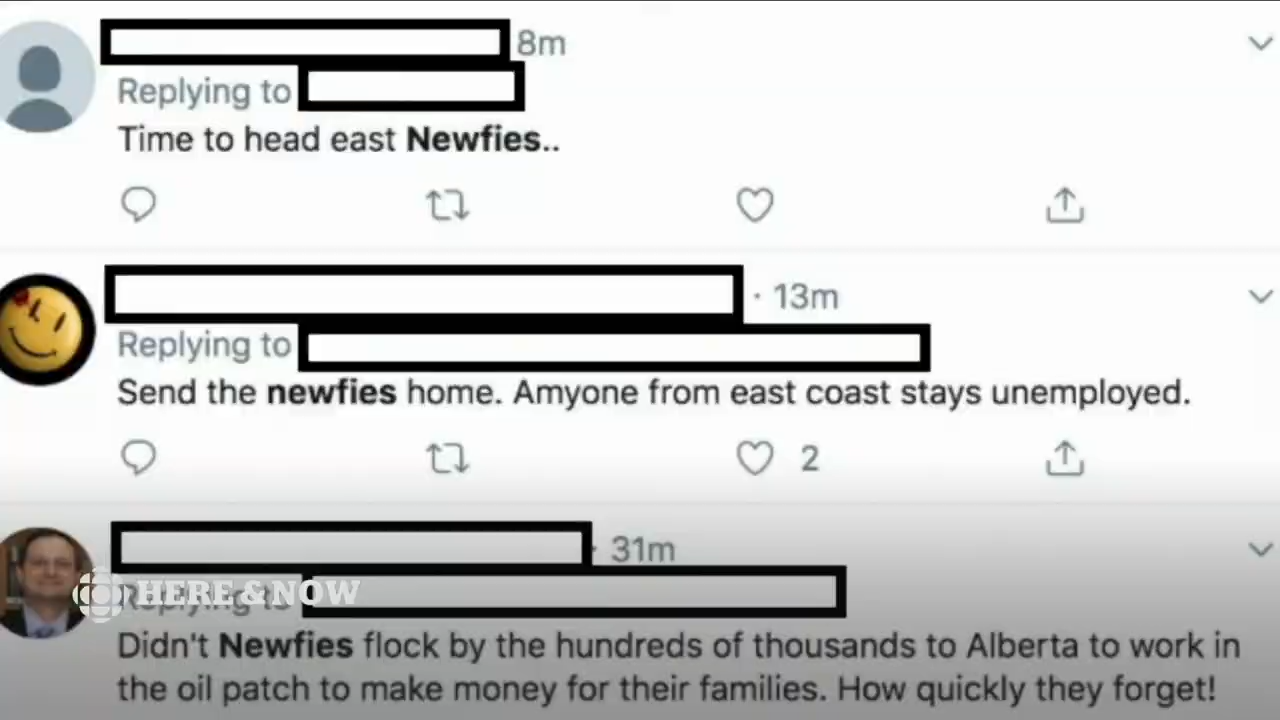 8m
Replying to
Time to head east Newfies..
· 13m
Replying to
Send the newfies home. Amyone from east coast stays unemployed.
2
31m
HERE & NOW
Replying to
Didn't Newfies flock by the hundreds of thousands to Alberta to work in
the oil patch to make money for their families. How quickly they forget!